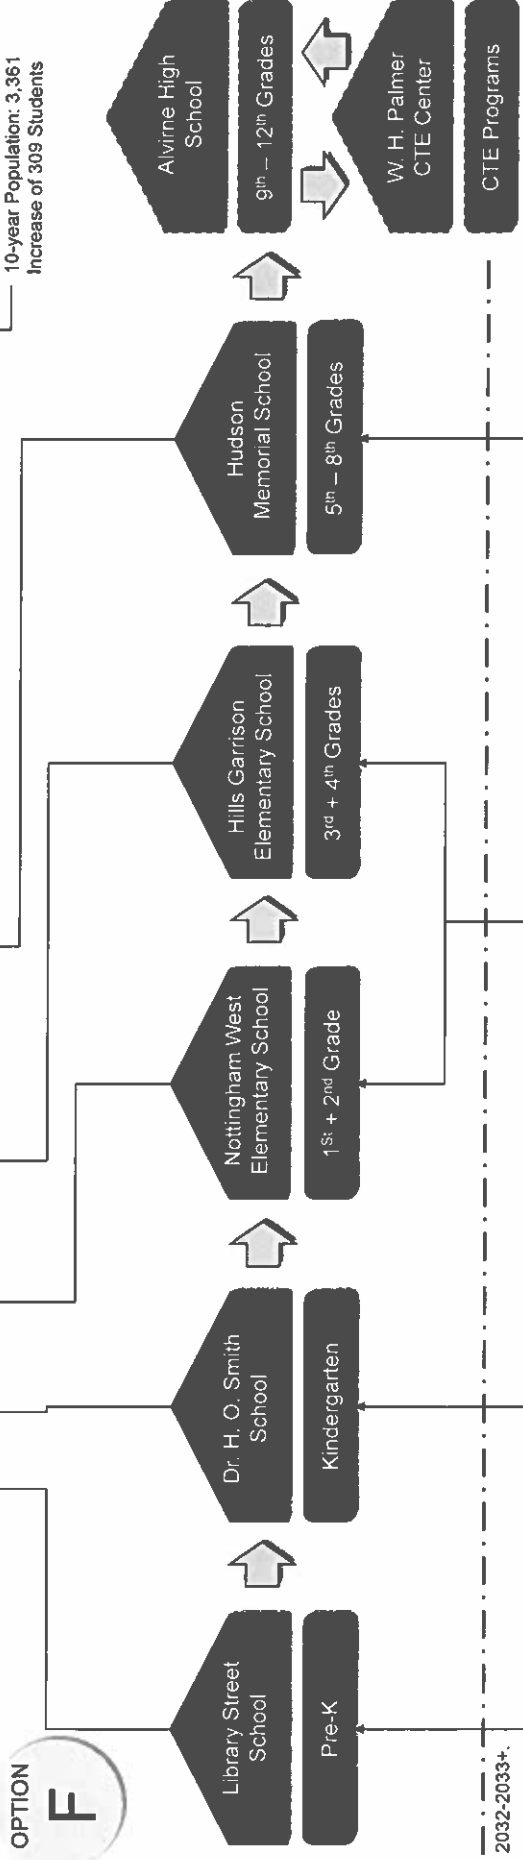 OPTION
F
10-year Population: 3,361
Increase of 309 Students
Library Street
School
Pre-K
Dr. H. O. Smith
School
Kindergarten
Nottingham West
Elementary School
1St + 2nd Grade
Hills Garrison
Elementary School
3rd + 4th Grades
Hudson
Memorial School
5th – 8th Grades
Alvirne High
School
9th – 12th Grades
W. H. Palmer
CTE Center
CTE Programs
2032-2033+.